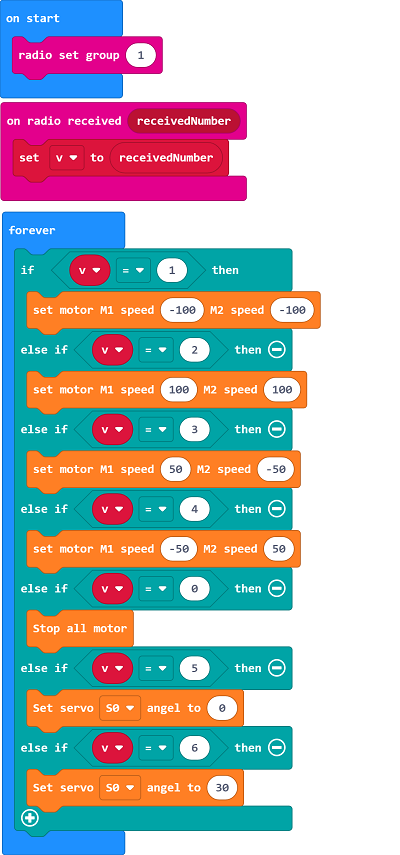 on start
radio set group 1
on radio received receivedNumber
set v to receivedNumber
forever
if v = 1 then
set motor M1 speed -100 M2 speed -100
else if v = 2 then
set motor M1 speed 100 M2 speed 100
else if v = 3 then
set motor M1 speed 50 M2 speed -50
else if v = 4 then
set motor M1 speed -50 M2 speed 50
else if v = 0 then
Stop all motor
else if v = 5 then
Set servo S0 angel to 0
else if v = 6 then
Set servo S0 angel to 30